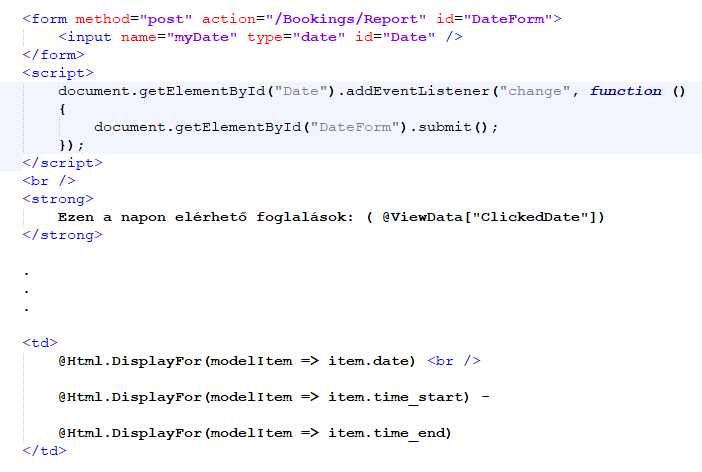 <form method="post" action="/Bookings/Report" id="DateForm">
<input name="myDate" type="date" id="Date" />
</form>
<script>
document.getElementById("Date").addEventListener("change", function ()
{
document.getElementById("DateForm").submit();
});
</script>
<br />
<strong>
Ezen a napon elérhető foglalások: ( @ViewData["ClickedDate"])
</strong>
.
.
.
<td>
@Html.DisplayFor(modelItem => item.date) <br />
@Html.DisplayFor(modelItem => item.time_start) -
@Html.DisplayFor(modelItem => item.time_end)
</td>